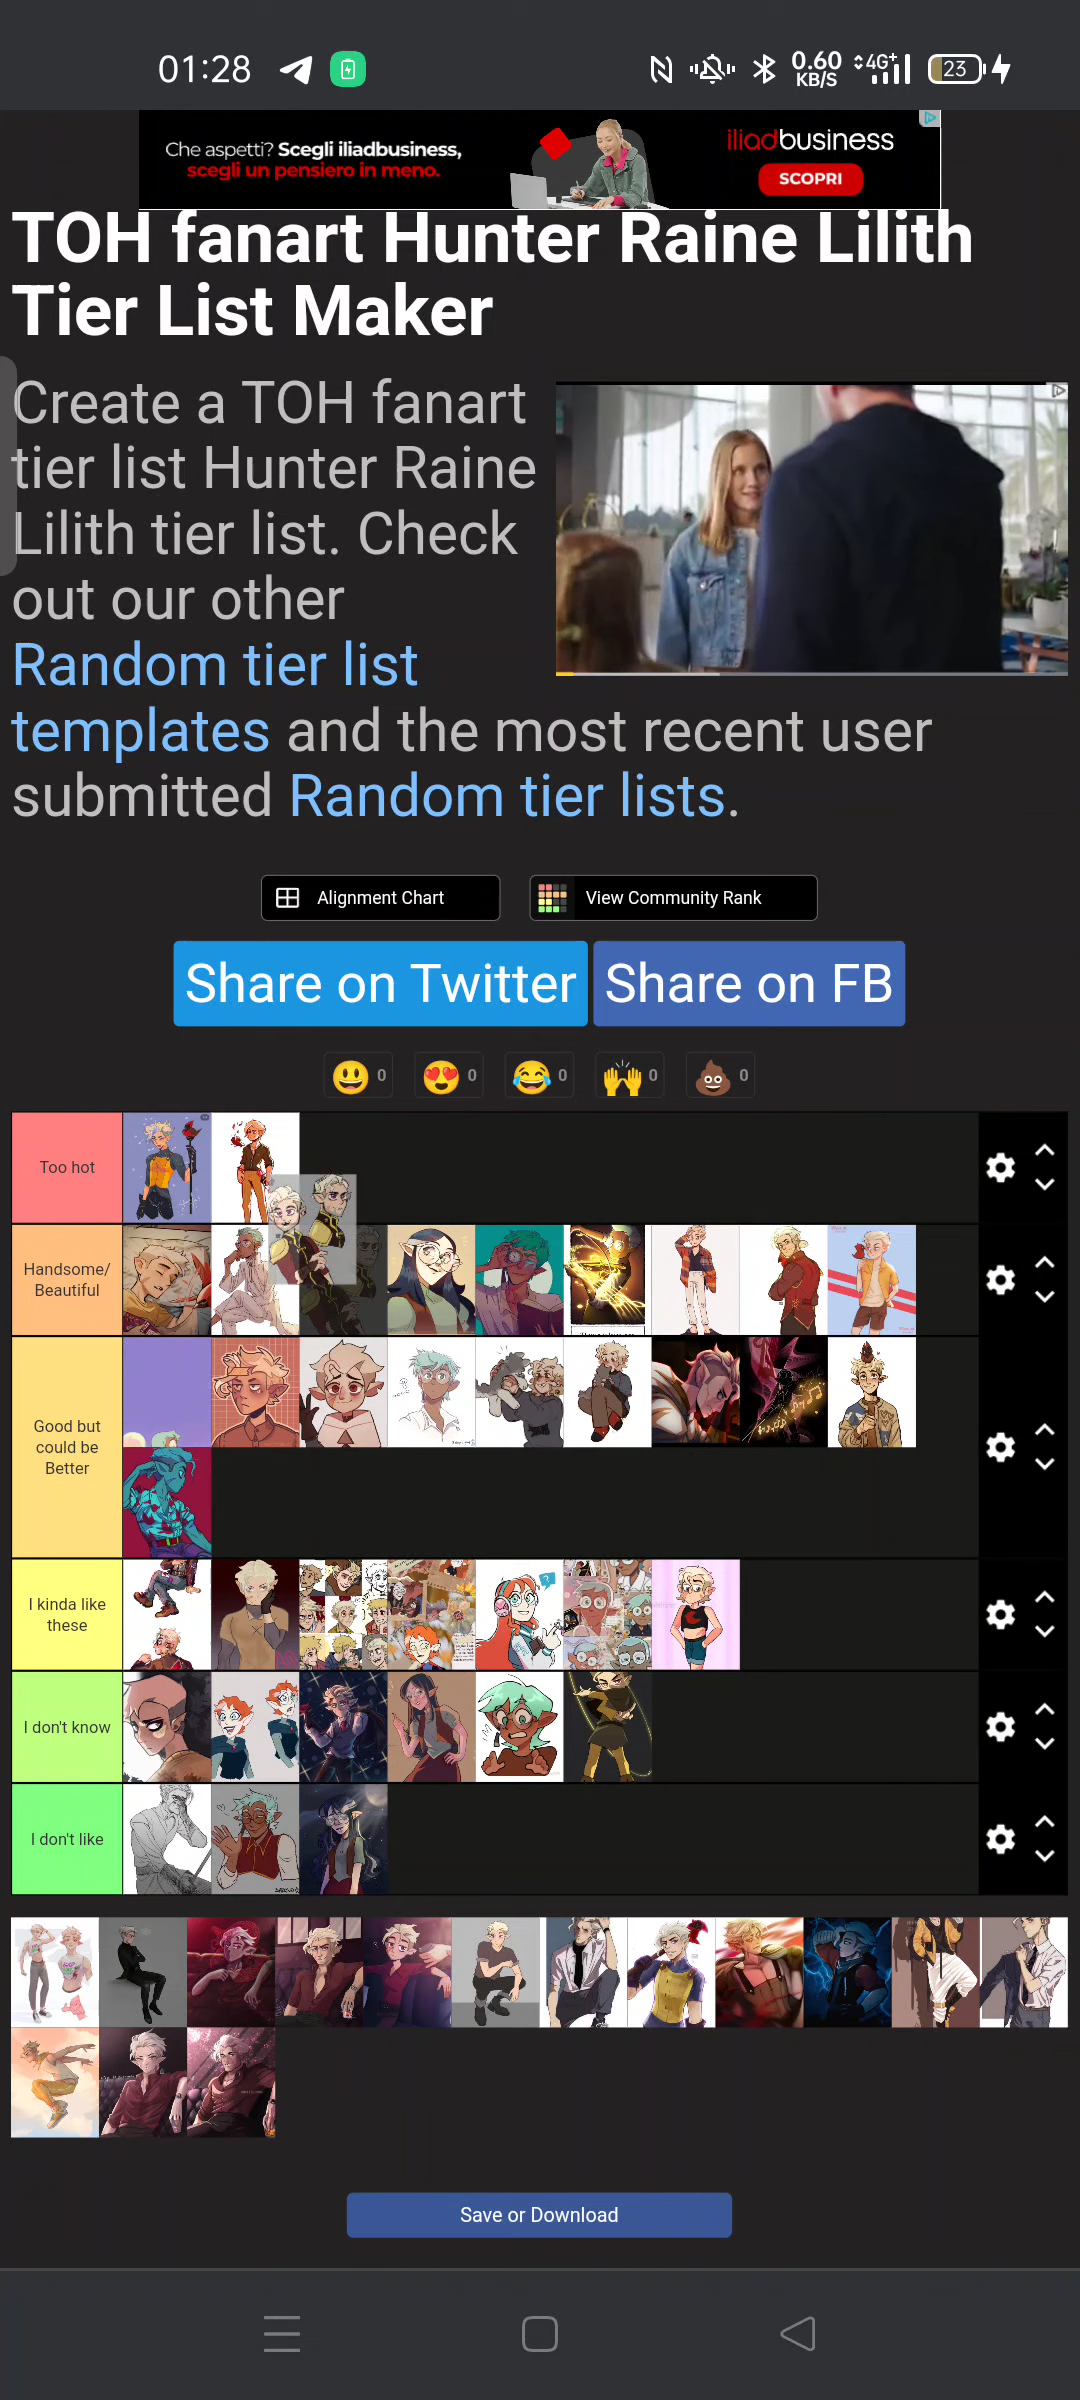 01:28
0.60
KB/S
4G+
23
Che aspetti? Scegli iliadbusiness,
scegli un pensiero in meno.
iliadbusiness
SCOPRI
TOH fanart Hunter Raine Lilith
Tier List Maker
Create a TOH fanart
tier list Hunter Raine
Lilith tier list. Check
out our other
Random tier list
templates and the most recent user
submitted Random tier lists.
Alignment Chart
View Community Rank
Share on Twitter
Share on FB
0
0
0
0
0
Too hot
Handsome/
Beautiful
Good but
could be
Better
I kinda like
these
I don't know
I don't like
Save or Download